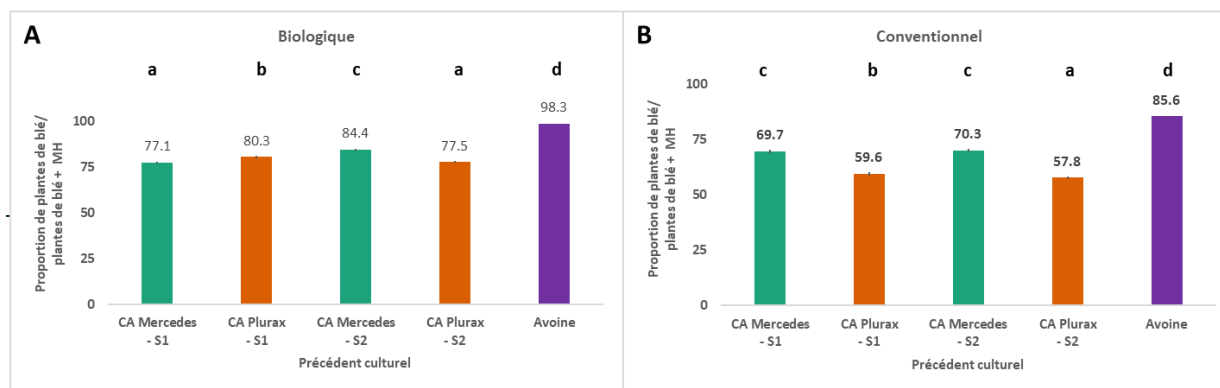 A
Biologique
a b c a d
98.3
84.4
80.3
77.1
77.5
100
75
50
25
0
Proportion de plantes de blé/
plantes de blé + MH
CA Mercedes CA Plurax CA Mercedes CA Plurax Avoine
- S1 - S1 - S2 - S2
Précédent culturel
B
Conventionnel
c b c a d
100
85.6
69.7
70.3
59.6
57.8
75
50
25
0
Proportion de plantes de blé/
plantes de blé + MH
CA Mercedes CA Plurax CA Mercedes CA Plurax Avoine
- S1 - S1 - S2 - S2
Précédent culturel